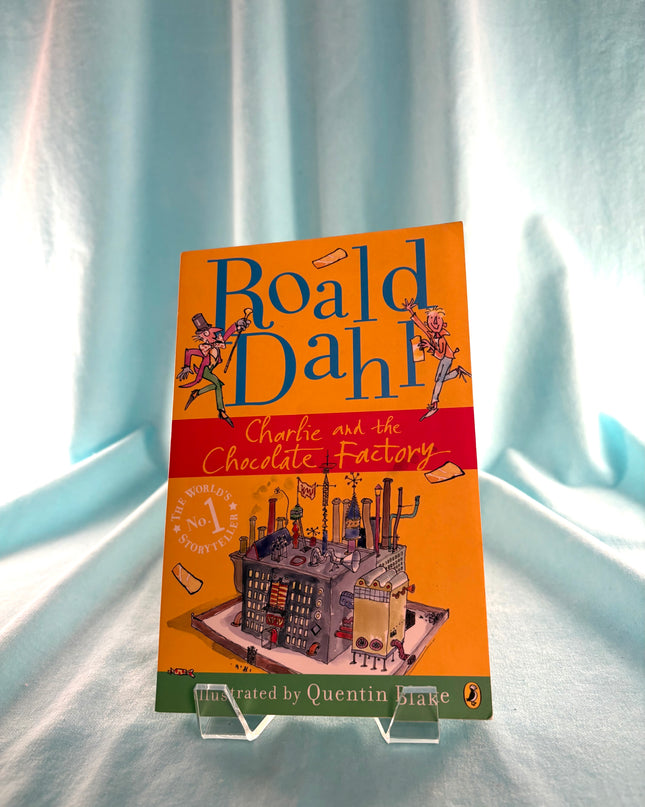 Roald
Dahl
Charlie and the
Chocolate Factory
THE WORLD'S
No. 1
STORYTELLER
Illustrated by Quentin Blake